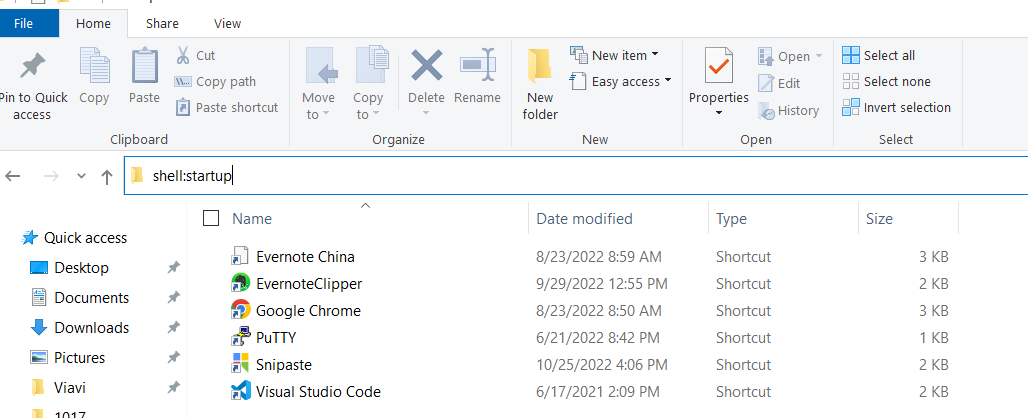 File Home Share View
Pin to Quick access
Copy
Paste
Cut
Copy path
Paste shortcut
Clipboard
Move to
Copy to
Delete
Rename
Organize
New folder
New item
Easy access
New
Properties
Open
Edit
History
Open
Select all
Select none
Invert selection
Select
shell:startup
Name Date modified Type Size
Quick access
Desktop
Documents
Downloads
Pictures
Viavi
1017
Evernote China 8/23/2022 8:59 AM Shortcut 3 KB
EvernoteClipper 9/29/2022 12:55 PM Shortcut 2 KB
Google Chrome 8/23/2022 8:50 AM Shortcut 3 KB
PuTTY 6/21/2022 8:42 PM Shortcut 1 KB
Snipaste 10/25/2022 4:06 PM Shortcut 2 KB
Visual Studio Code 6/17/2021 2:09 PM Shortcut 2 KB